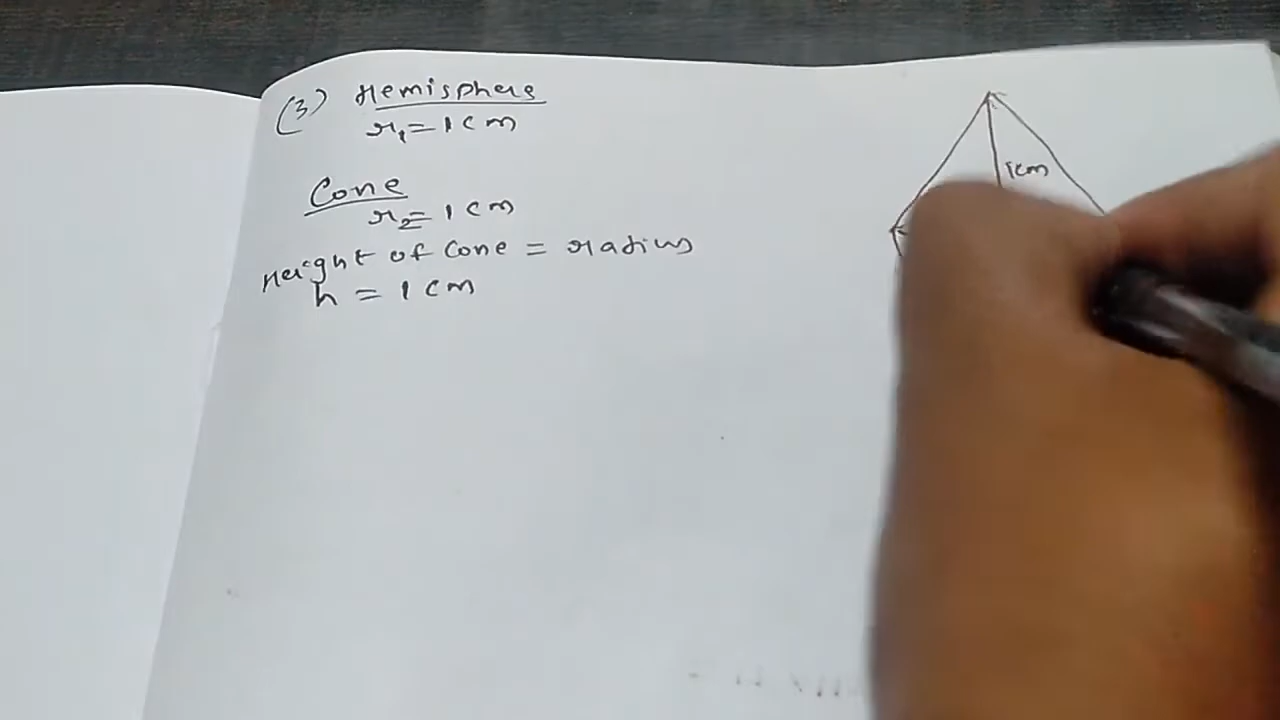 (3) Hemisphere
r₁ = 1 cm
Cone
r₂ = 1 cm
Height of cone = radius
h = 1 cm
1cm